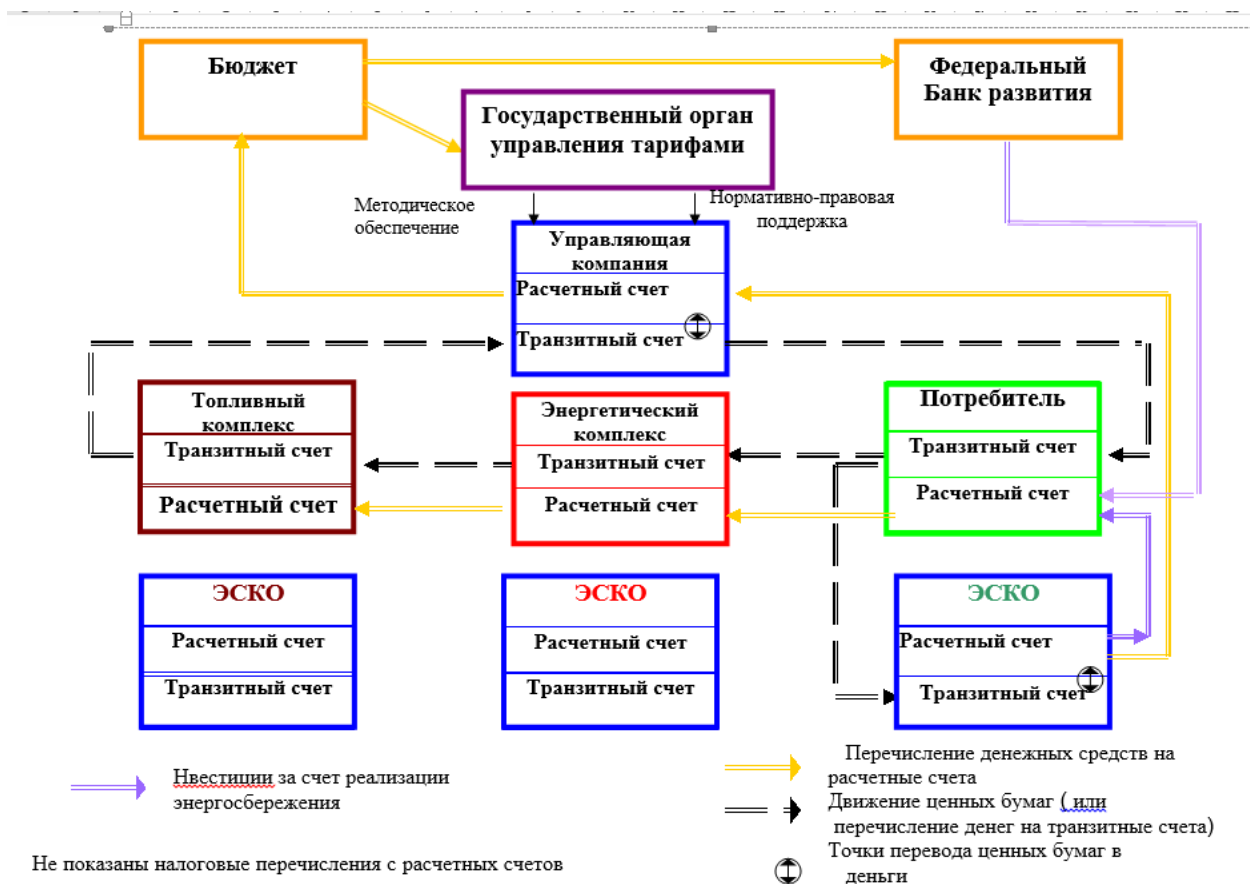 Бюджет
Федеральный
Банк развития
Государственный орган
управления тарифами
Методическое
обеспечение
Нормативно-правовая
поддержка
Управляющая
компания
Расчетный счет
Транзитный счет
Топливный
комплекс
Транзитный счет
Расчетный счет
Энергетический
комплекс
Транзитный счет
Расчетный счет
Потребитель
Транзитный счет
Расчетный счет
ЭСКО
Расчетный счет
Транзитный счет
ЭСКО
Расчетный счет
Транзитный счет
ЭСКО
Расчетный счет
Транзитный счет
Нвестиции за счет реализации
энергосбережения
Перечисление денежных средств на
расчетные счета
Движение ценных бумаг ( или
перечисление денег на транзитные счета)
Точки перевода ценных бумаг в
деньги
Не показаны налоговые перечисления с расчетных счетов